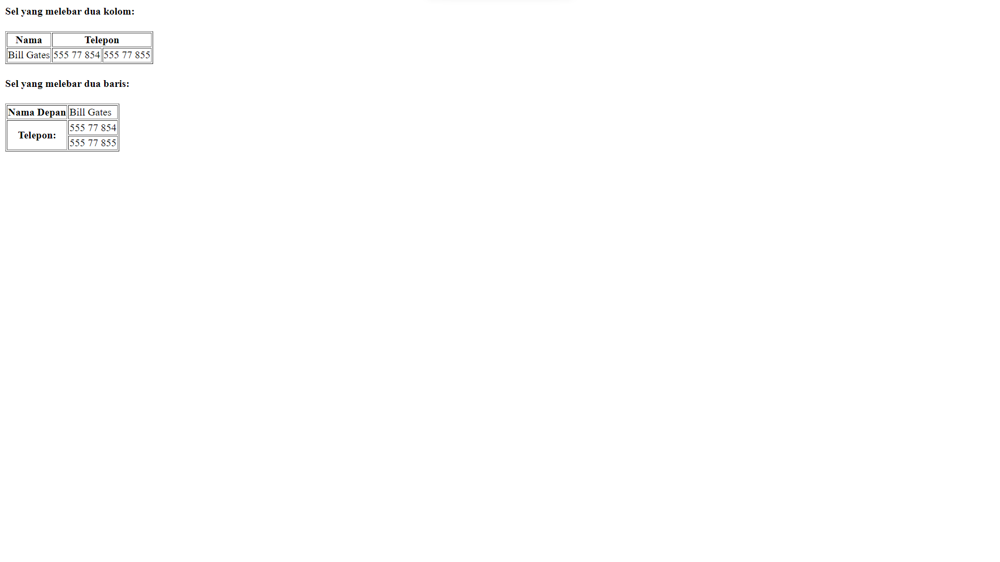 Sel yang melebar dua kolom:
Nama Telepon
Bill Gates 555 77 854 555 77 855
Sel yang melebar dua baris:
Nama Depan Bill Gates
Telepon: 555 77 854
555 77 855